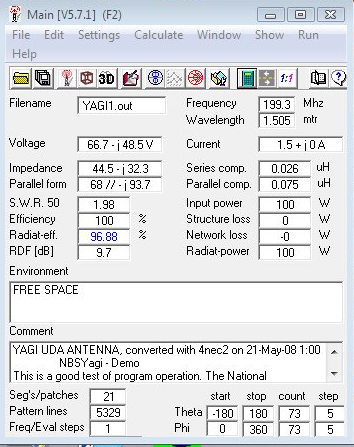 Main [V5.7.1] (F2)
File Edit Settings Calculate Window Show Run
Help
3D 1:1 ?
Filename YAGI1.out Frequency 199.3 Mhz
Wavelength 1.505 mtr
Voltage 66.7 - j 48.5 V Current 1.5 + j 0 A
Impedance 44.5 - j 32.3 Series comp. 0.026 uH
Parallel form 68 // - j 93.7 Parallel comp. 0.075 uH
S.W.R. 50 1.98 Input power 100 W
Efficiency 100 % Structure loss 0 W
Radiat-eff. 96.88 % Network loss -0 W
RDF [dB] 9.7 Radiat-power 100 W
Environment
FREE SPACE
Comment
YAGI UDA ANTENNA, converted with 4nec2 on 21-May-08 1:00
NBSYagi - Demo
This is a good test of program operation. The National
Seg's/patches 21 start stop count step
Pattern lines 5329 Theta -180 180 73 5
Freq/Eval steps 1 Phi 0 360 73 5